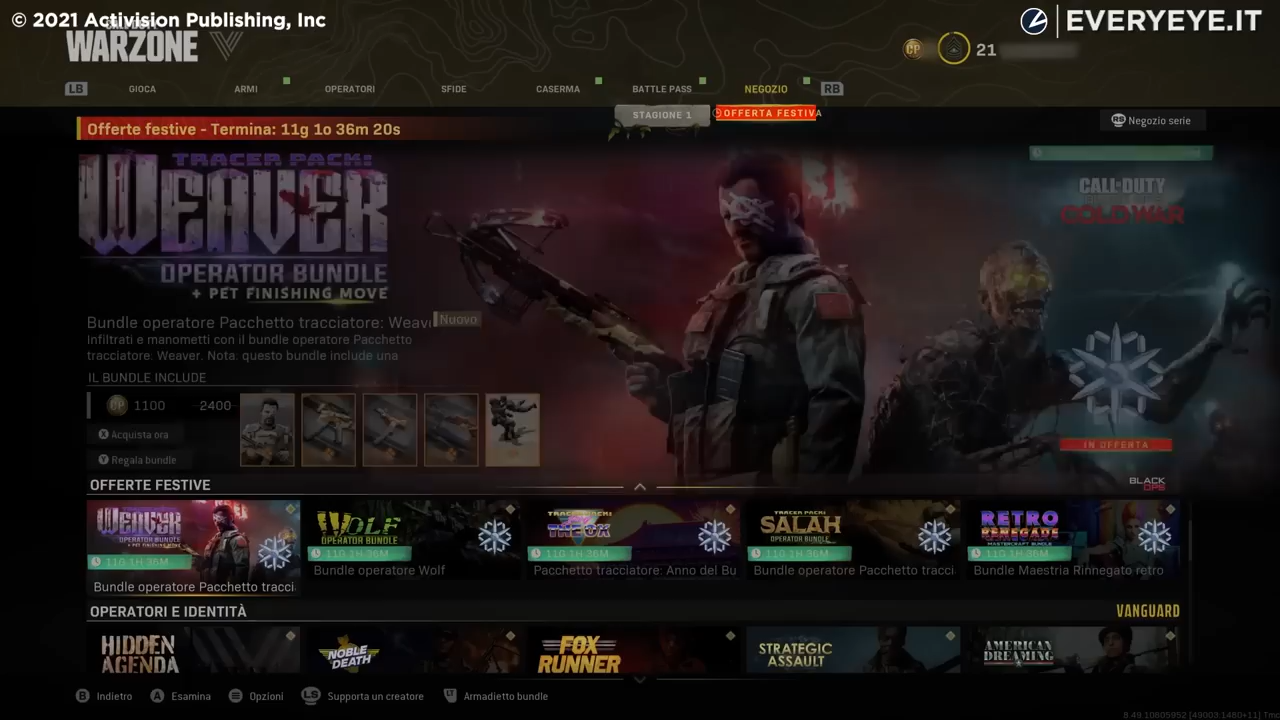 © 2021 Activision Publishing, Inc
EVERYEYE.IT
WARZONE
CP
21
LB
GIOCA
ARMI
OPERATORI
SFIDE
CASERMA
BATTLE PASS
NEGOZIO
RB
STAGIONE 1
OFFERTA FESTIVA
Offerte festive - Termina: 11g 1o 36m 20s
RS Negozio serie
TRACER PACK:
WEAVER
OPERATOR BUNDLE
+ PET FINISHING MOVE
CALL OF DUTY
COLD WAR
Bundle operatore Pacchetto tracciatore: Weav
Nuovo
Infiltrati e manometti con il bundle operatore Pacchetto
tracciatore: Weaver. Nota: questo bundle include una
IL BUNDLE INCLUDE
CP 1100 2400
X Acquista ora
Y Regala bundle
IN OFFERTA
OFFERTE FESTIVE
BLACK
OPS
WEAVER
11G 1H 36M
Bundle operatore Pacchetto tracci
WOLF
OPERATOR BUNDLE
11G 1H 36M
Bundle operatore Wolf
TRACER PACK:
11G 1H 36M
Pacchetto tracciatore: Anno del Bu
TRACER PACK:
SALAH
OPERATOR BUNDLE
11G 1H 36M
Bundle operatore Pacchetto tracci
RETRO
RENEGADE
MASTERCRAFT BUNDLE
11G 1H 36M
Bundle Maestria Rinnegato retro
OPERATORI E IDENTITÀ
VANGUARD
HIDDEN
AGENDA
NOBLE
DEATH
FOX
RUNNER
STRATEGIC
ASSAULT
AMERICAN
DREAMING
B Indietro
A Esamina
Opzioni
LS Supporta un creatore
LT Armadietto bundle